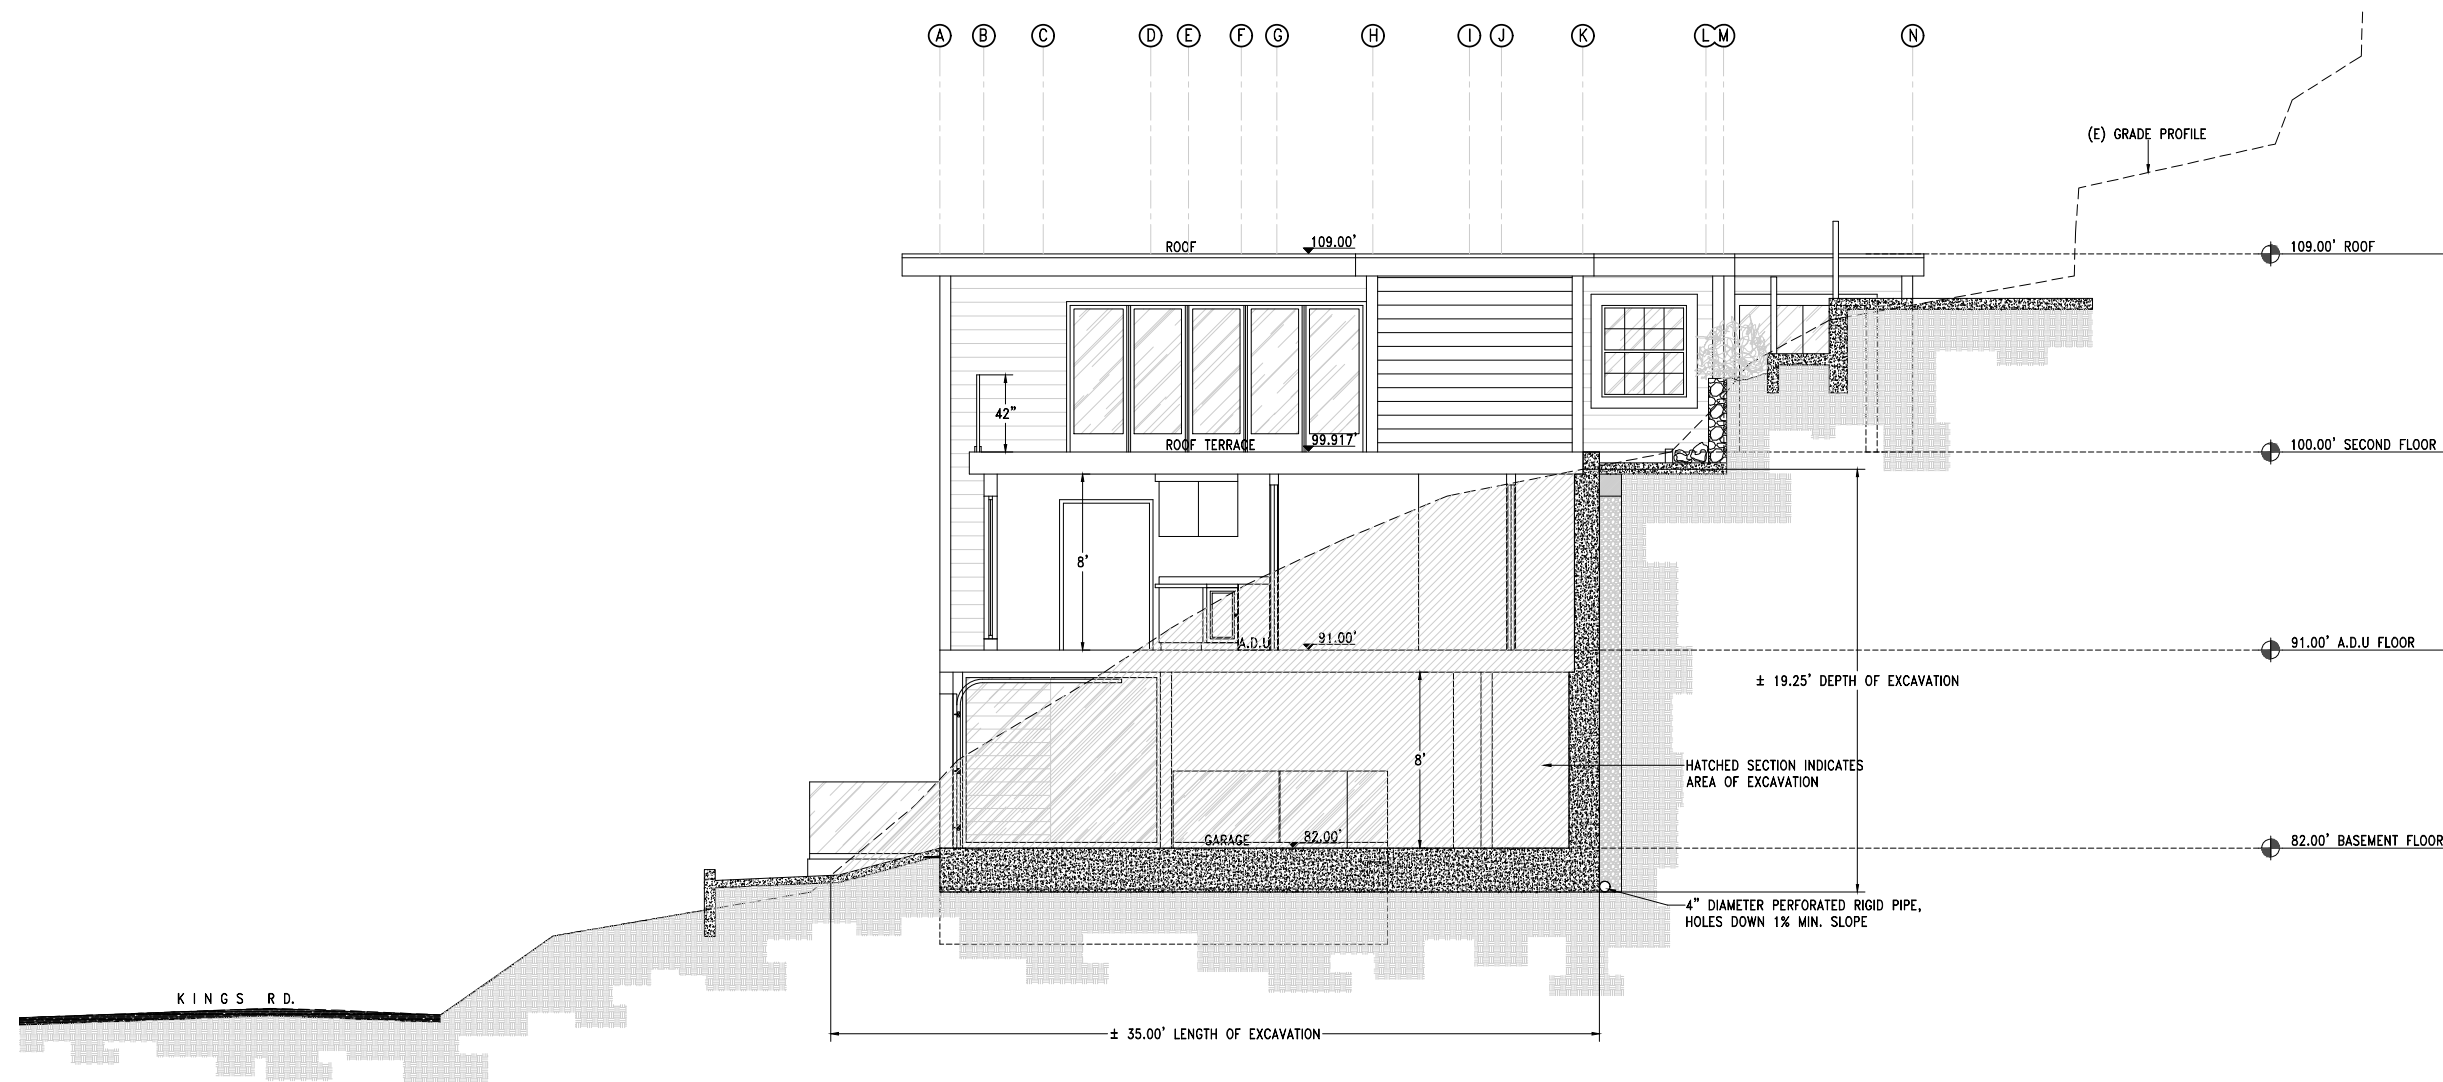 A B C D E F G H I J K L M N
(E) GRADE PROFILE
ROOF 109.00'
109.00' ROOF
42"
ROOF TERRACE 99.917'
100.00' SECOND FLOOR
8'
A.D.U 91.00'
91.00' A.D.U FLOOR
± 19.25' DEPTH OF EXCAVATION
8'
HATCHED SECTION INDICATES
AREA OF EXCAVATION
GARAGE 82.00'
82.00' BASEMENT FLOOR
4" DIAMETER PERFORATED RIGID PIPE,
HOLES DOWN 1% MIN. SLOPE
KINGS RD.
± 35.00' LENGTH OF EXCAVATION